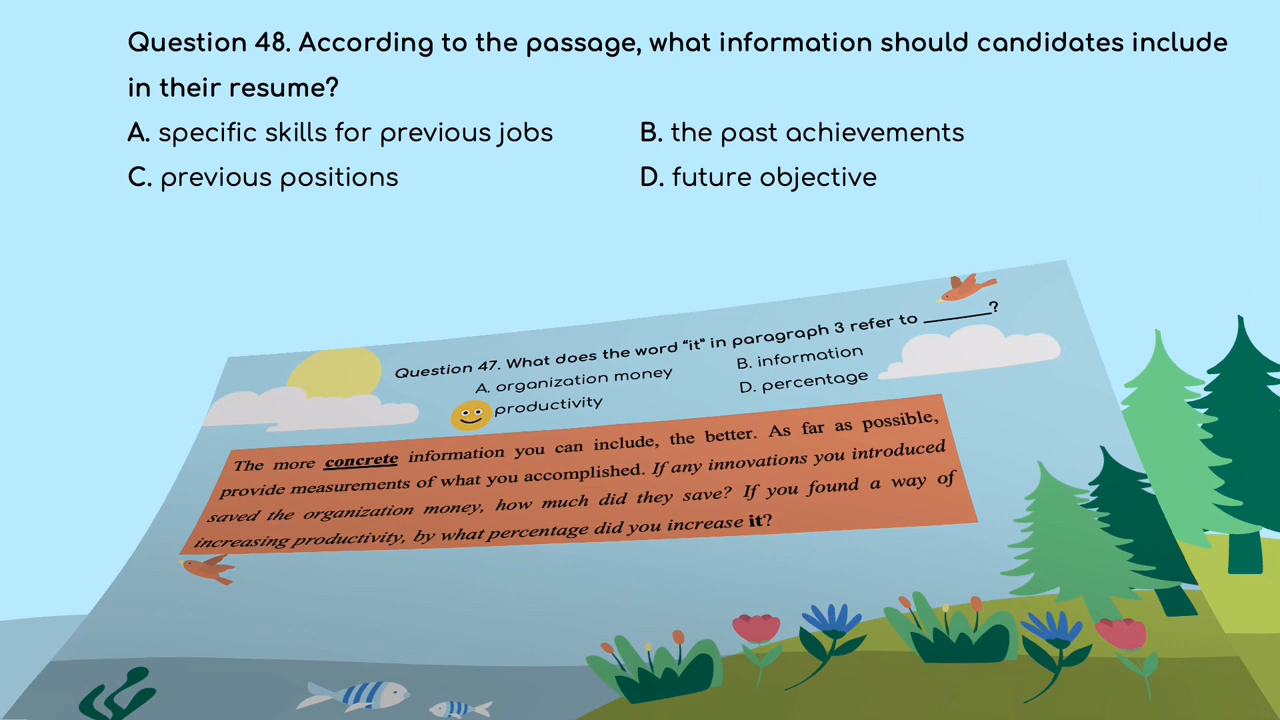 Question 48. According to the passage, what information should candidates include
in their resume?
A. specific skills for previous jobs B. the past achievements
C. previous positions D. future objective
Question 47. What does the word “it” in paragraph 3 refer to ________?
A. organization money B. information
productivity D. percentage
The more concrete information you can include, the better. As far as possible,
provide measurements of what you accomplished. If any innovations you introduced
saved the organization money, how much did they save? If you found a way of
increasing productivity, by what percentage did you increase it?